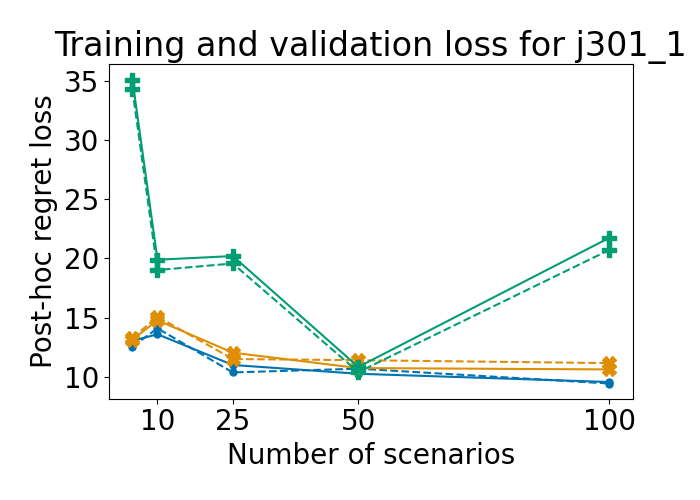 Training and validation loss for j301_1
Post-hoc regret loss
35
30
25
20
15
10
10 25 50 100
Number of scenarios